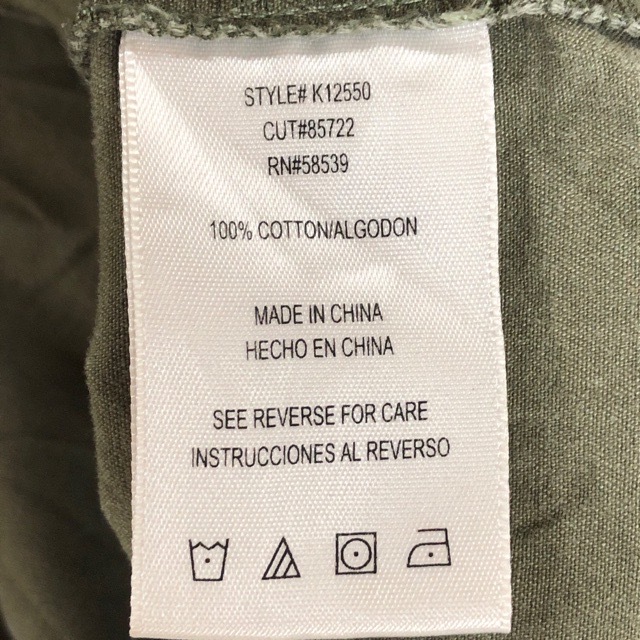 STYLE# K12550
CUT#85722
RN#58539
100% COTTON/ALGODON
MADE IN CHINA
HECHO EN CHINA
SEE REVERSE FOR CARE
INSTRUCCIONES AL REVERSO